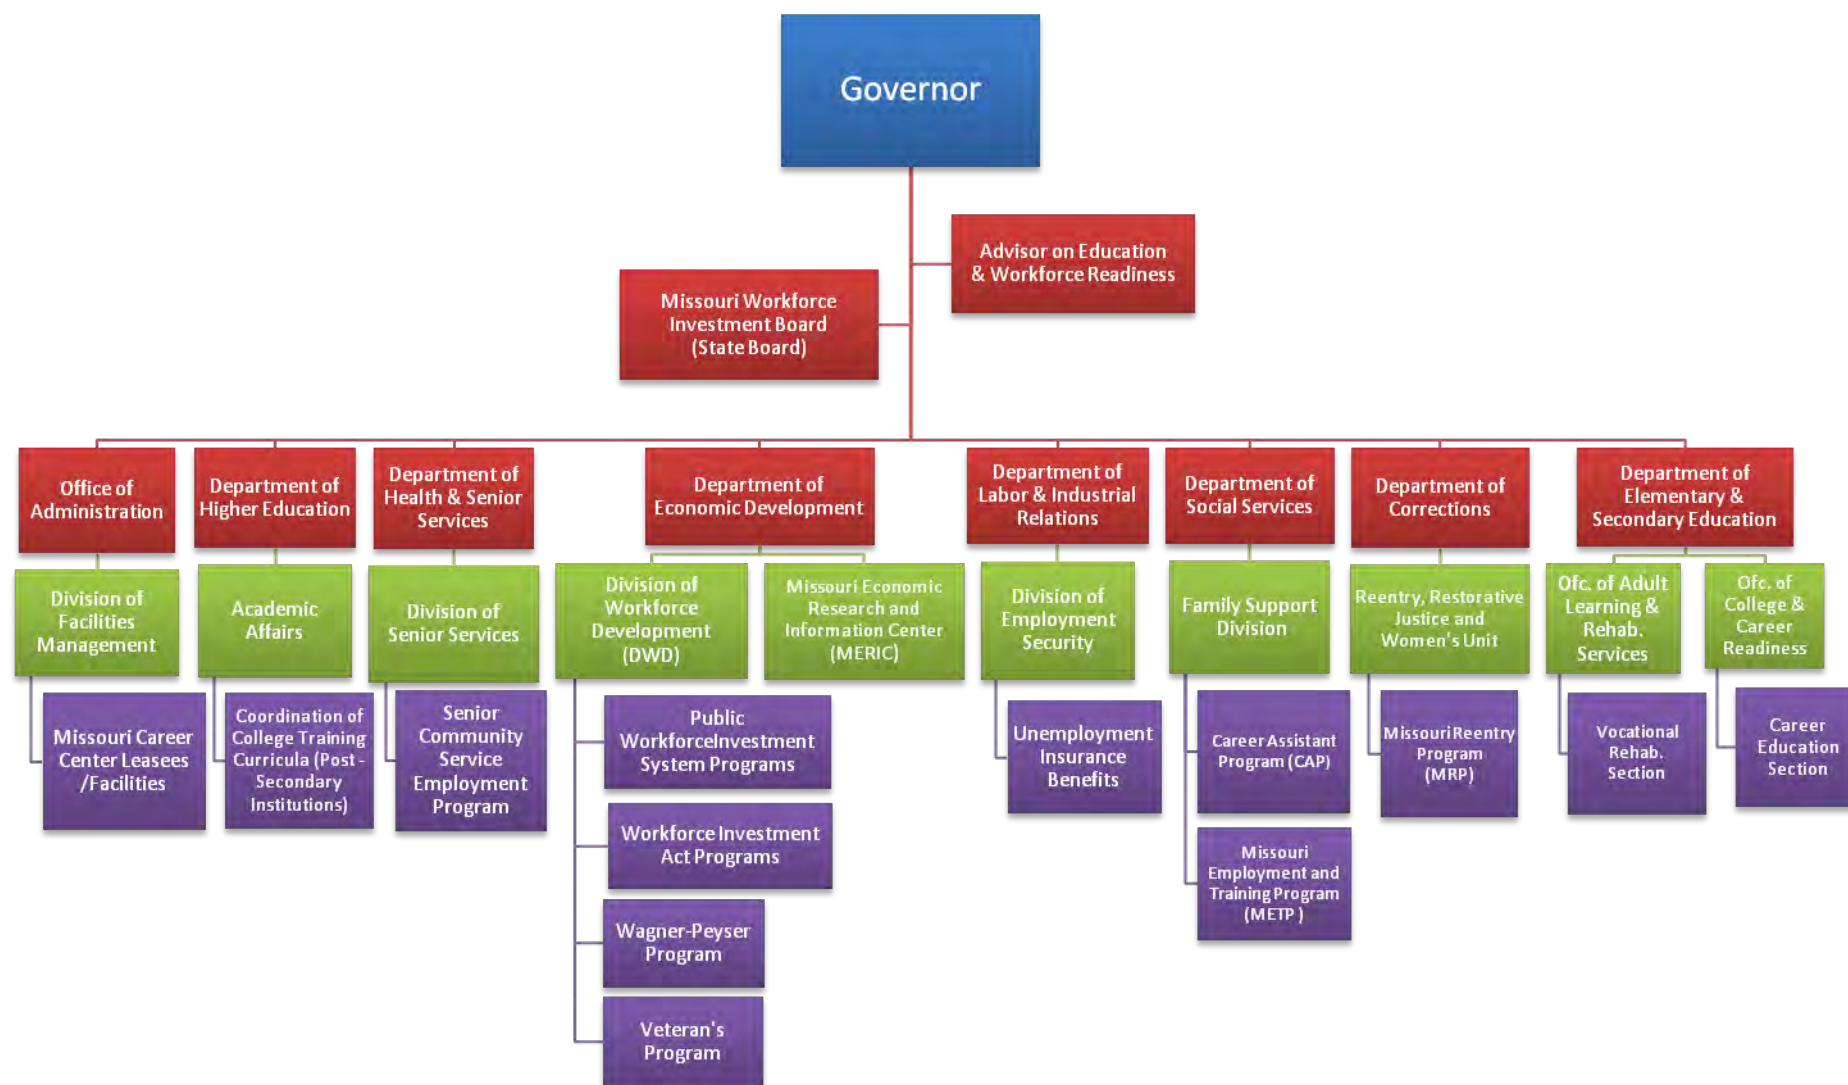 Governor
Advisor on Education
& Workforce Readiness
Missouri Workforce
Investment Board
(State Board)
Office of
Administration
Department of
Higher Education
Department of
Health & Senior
Services
Department of
Economic Development
Department of
Labor & Industrial
Relations
Department of
Social Services
Department of
Corrections
Department of
Elementary &
Secondary Education
Division of
Facilities
Management
Academic
Affairs
Division of
Senior Services
Division of
Workforce
Development
(DWD)
Missouri Economic
Research and
Information Center
(MERIC)
Division of
Employment
Security
Family Support
Division
Reentry, Restorative
Justice and
Women's Unit
Ofc. of Adult
Learning &
Rehab.
Services
Ofc. of
College &
Career
Readiness
Missouri Career
Center Leasees
/Facilities
Coordination of
College Training
Curricula (Post -
Secondary
Institutions)
Senior
Community
Service
Employment
Program
Public
WorkforceInvestment
System Programs
Workforce Investment
Act Programs
Wagner-Peyser
Program
Veteran's
Program
Unemployment
Insurance
Benefits
Career Assistant
Program (CAP)
Missouri
Employment and
Training Program
(METP )
Missouri Reentry
Program
(MRP)
Vocational
Rehab.
Section
Career
Education
Section